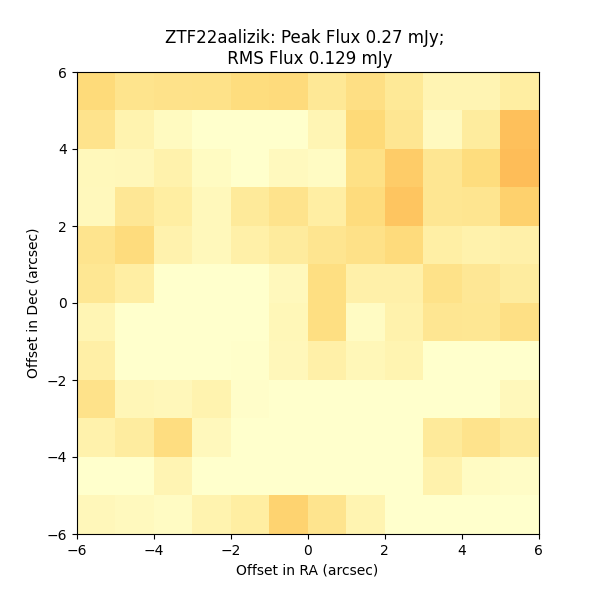 ZTF22aalizik: Peak Flux 0.27 mJy;
RMS Flux 0.129 mJy
6
4
2
0
−2
−4
−6
Offset in Dec (arcsec)
−6 −4 −2 0 2 4 6
Offset in RA (arcsec)